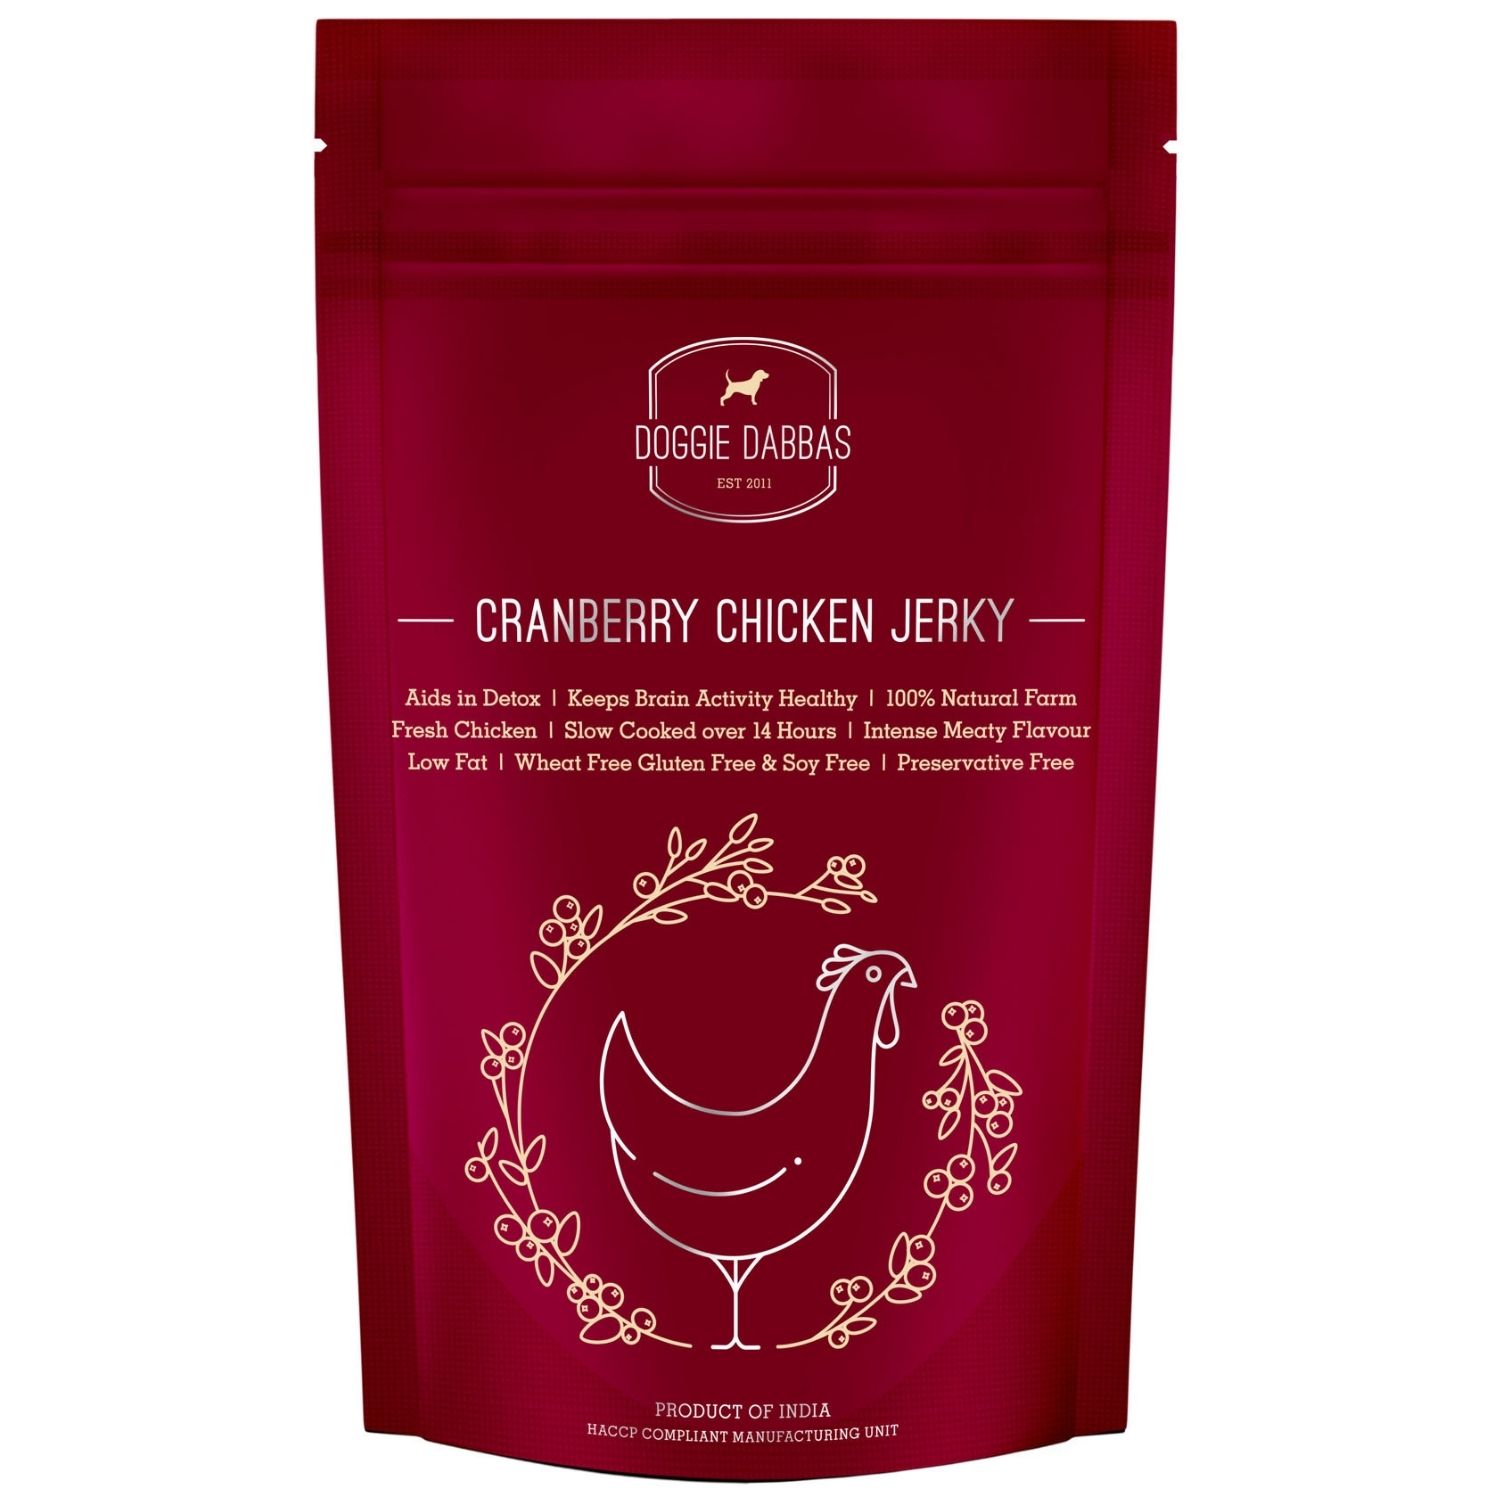 DOGGIE DABBAS
EST 2011
CRANBERRY CHICKEN JERKY
Aids in Detox | Keeps Brain Activity Healthy | 100% Natural Farm
Fresh Chicken | Slow Cooked over 14 Hours | Intense Meaty Flavour
Low Fat | Wheat Free Gluten Free & Soy Free | Preservative Free
PRODUCT OF INDIA
HACCP COMPLIANT MANUFACTURING UNIT